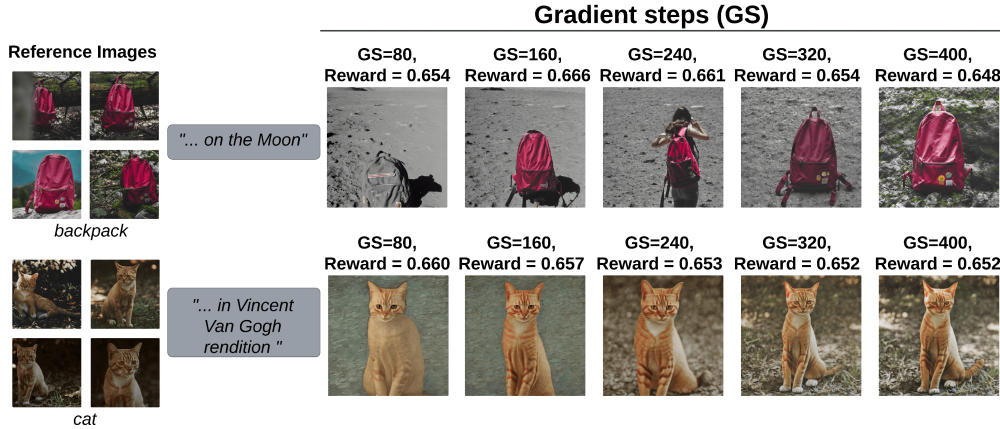 Gradient steps (GS)
Reference Images
GS=80,
Reward = 0.654
GS=160,
Reward = 0.666
GS=240,
Reward = 0.661
GS=320,
Reward = 0.654
GS=400,
Reward = 0.648
"... on the Moon"
backpack
GS=80,
Reward = 0.660
GS=160,
Reward = 0.657
GS=240,
Reward = 0.653
GS=320,
Reward = 0.652
GS=400,
Reward = 0.652
"... in Vincent
Van Gogh
rendition "
cat